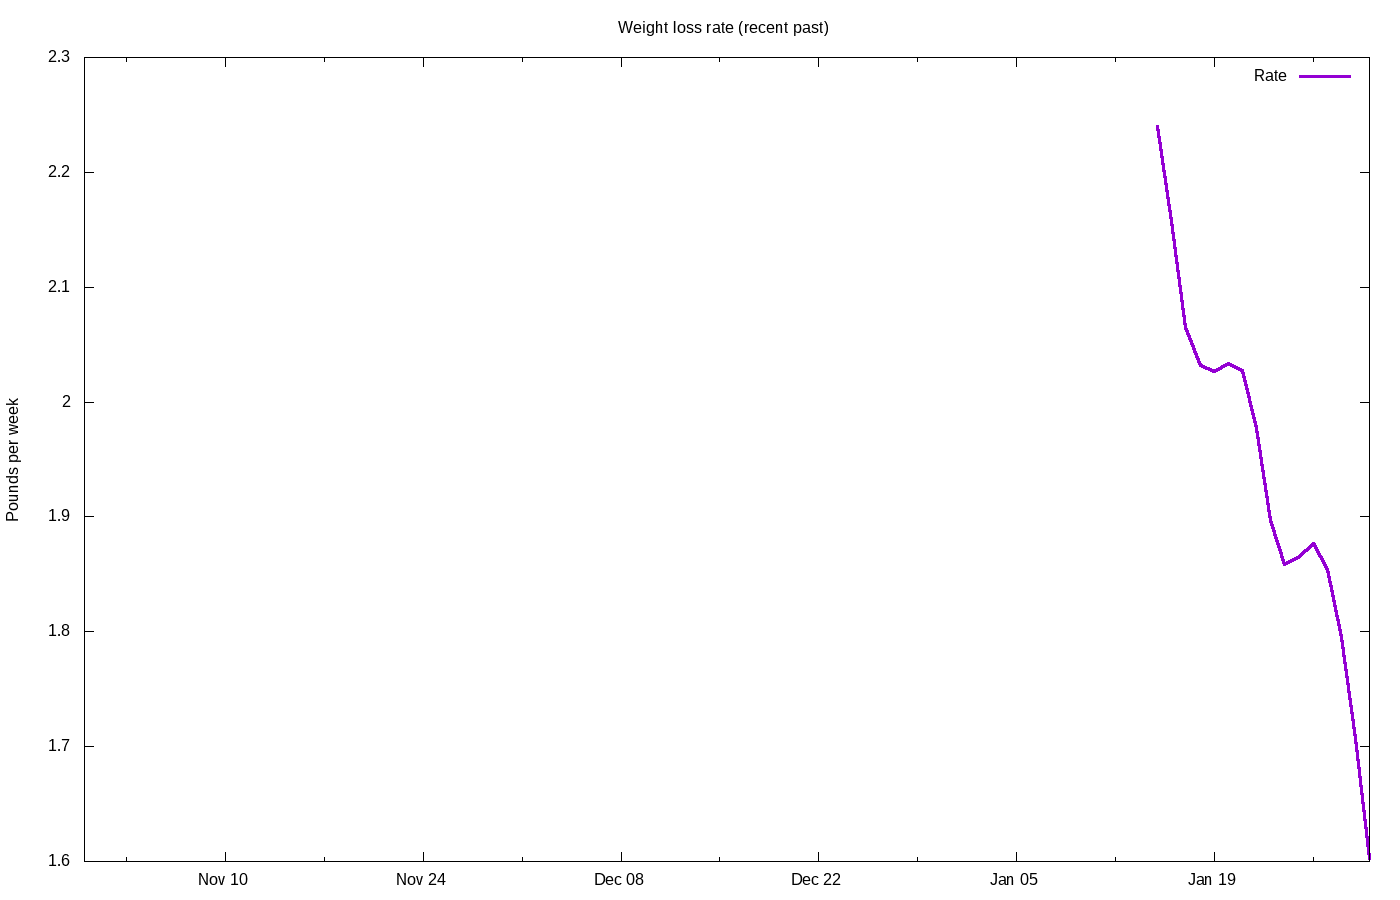 Weight loss rate (recent past)
2.3
Rate
2.2
2.1
2
1.9
1.8
1.7
1.6
Pounds per week
Nov 10 Nov 24 Dec 08 Dec 22 Jan 05 Jan 19